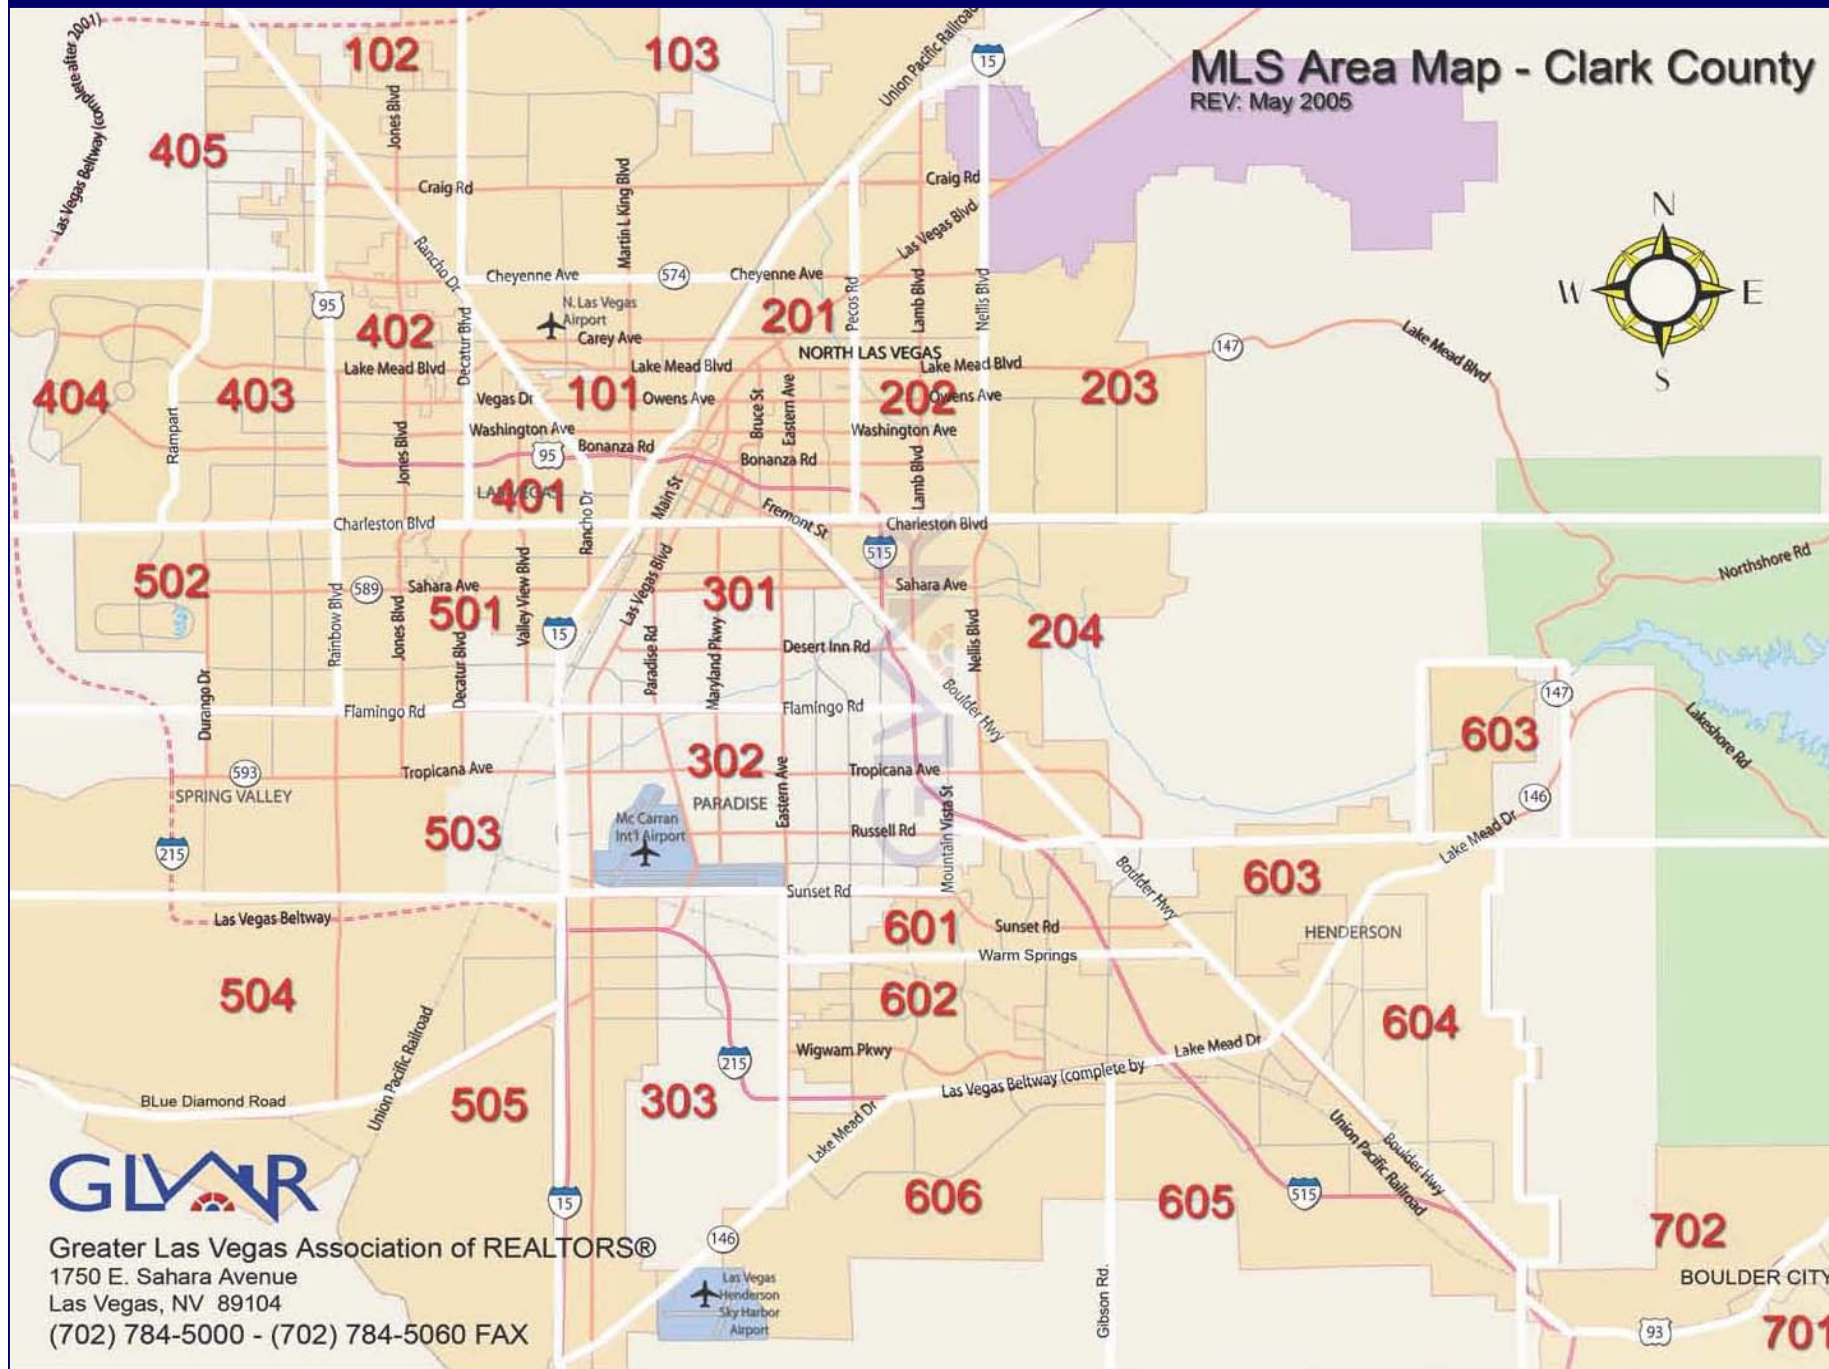 MLS Area Map - Clark County
REV: May 2005
102
103
Union Pacific Railroad
15
Las Vegas Beltway (complete after 2001)
405
Jones Blvd
Craig Rd
Martin L King Blvd
Craig Rd
Las Vegas Blvd
N
W
E
S
Rancho Dr
Cheyenne Ave
574
Cheyenne Ave
Pecos Rd
Lamb Blvd
Nellis Blvd
95
402
N. Las Vegas
Airport
Carey Ave
201
NORTH LAS VEGAS
147
Lake Mead Blvd
Decatur Blvd
Lake Mead Blvd
Lake Mead Blvd
Lake Mead Blvd
404
403
Vegas Dr
101
Owens Ave
Bruce St
Eastern Ave
202
Owens Ave
203
Rampart
Jones Blvd
Washington Ave
95
Bonanza Rd
Washington Ave
Bonanza Rd
Lamb Blvd
LAS VEGAS
401
Rancho Dr
Main St
Fremont St
Charleston Blvd
Charleston Blvd
515
Northshore Rd
502
Rainbow Blvd
589
Sahara Ave
Jones Blvd
501
Decatur Blvd
Valley View Blvd
15
Las Vegas Blvd
301
Sahara Ave
Paradise Rd
Maryland Pkwy
Desert Inn Rd
Nellis Blvd
204
GLVAR
Durango Dr
Flamingo Rd
Flamingo Rd
Boulder Hwy
147
603
Lakeshore Rd
593
Tropicana Ave
302
Eastern Ave
Tropicana Ave
SPRING VALLEY
PARADISE
Mountain Vista St
146
503
Mc Carran
Int'l Airport
Russell Rd
Lake Mead Dr
215
Boulder Hwy
603
Sunset Rd
Las Vegas Beltway
601
Sunset Rd
HENDERSON
Warm Springs
504
602
604
Union Pacific Railroad
215
Wigwam Pkwy
Lake Mead Dr
Las Vegas Beltway (complete by
BLue Diamond Road
505
303
Lake Mead Dr
Union Pacific Railroad
Boulder Hwy
GLVAR
15
606
605
515
702
146
Greater Las Vegas Association of REALTORS®
1750 E. Sahara Avenue
Las Vegas, NV 89104
(702) 784-5000 - (702) 784-5060 FAX
Las Vegas
Henderson
Sky Harbor
Airport
Gibson Rd.
BOULDER CITY
93
701